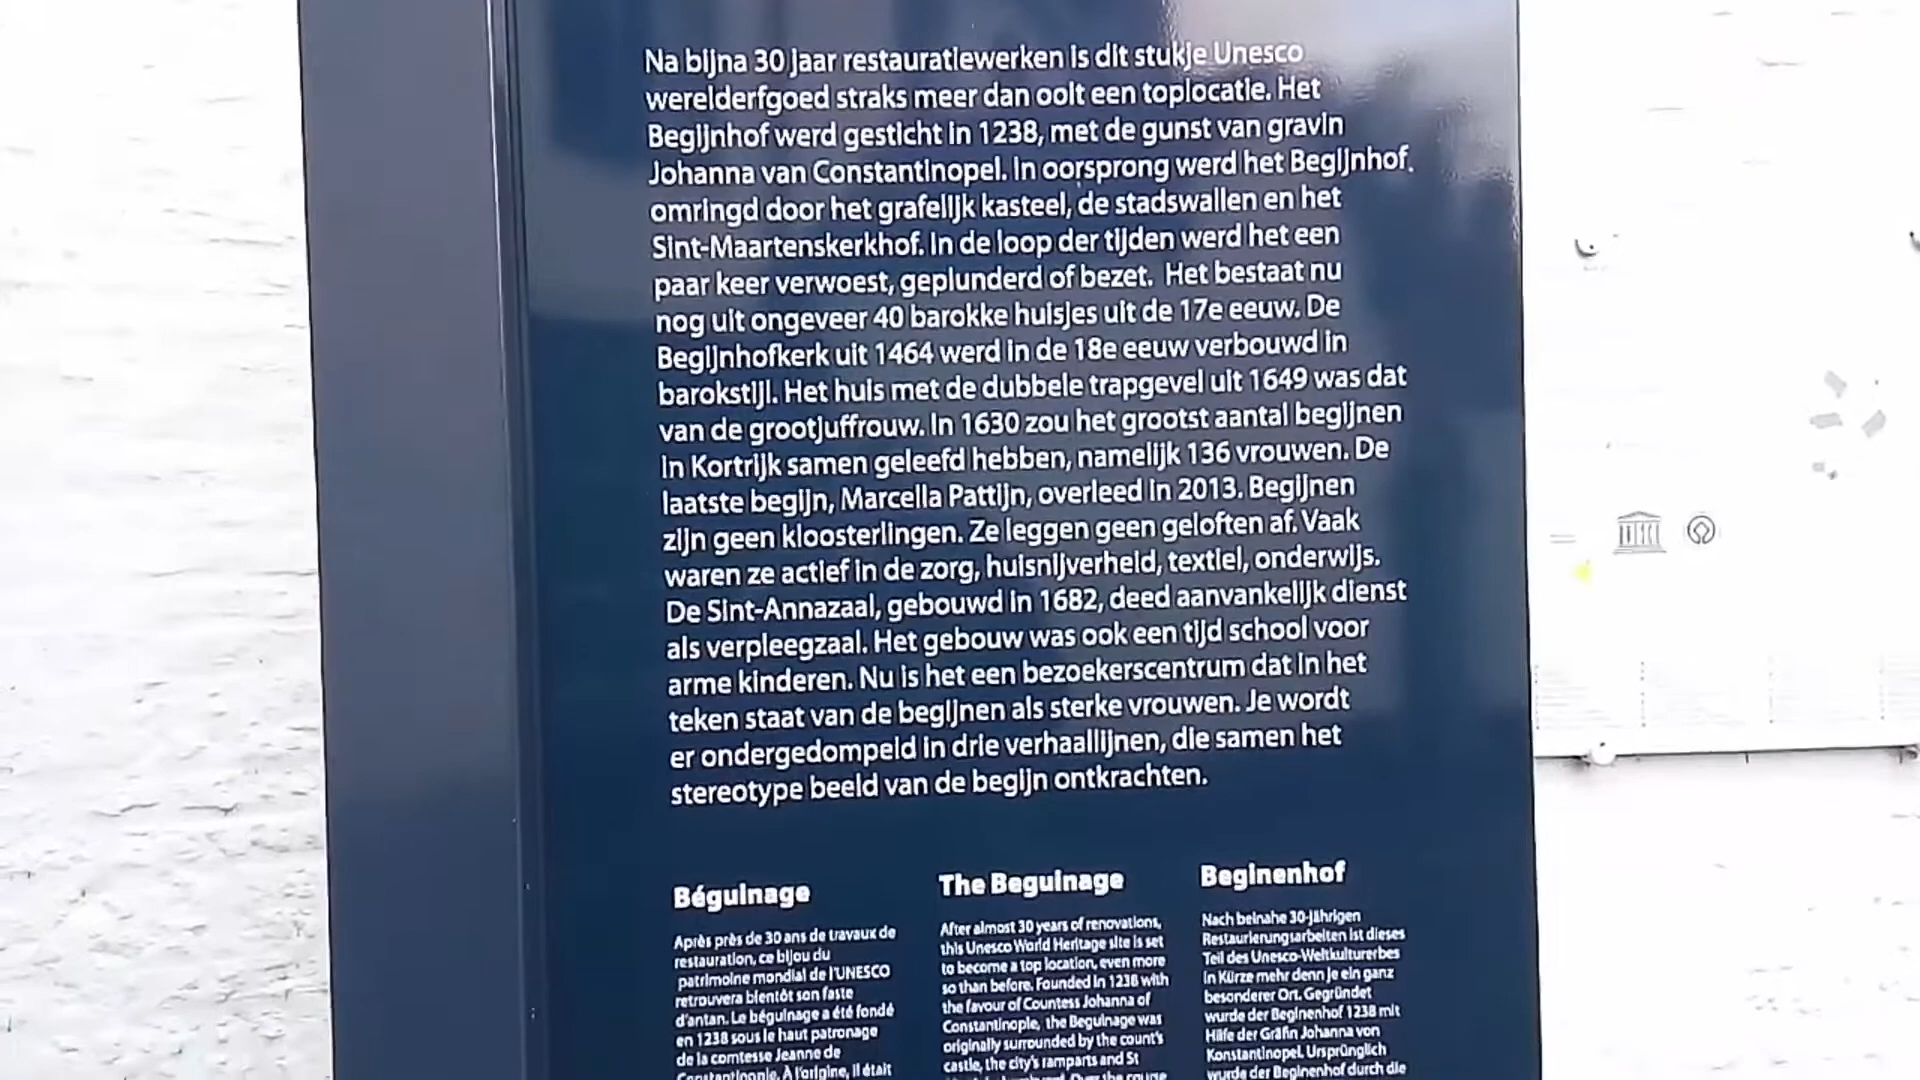 Na bijna 30 jaar restauratiewerken is dit stukje Unesco
werelderfgoed straks meer dan ooit een toplocatie. Het
Begijnhof werd gesticht in 1238, met de gunst van gravin
Johanna van Constantinopel. In oorsprong werd het Begijnhof
omringd door het grafelijk kasteel, de stadswallen en het
Sint-Maartenskerkhof. In de loop der tijden werd het een
paar keer verwoest, geplunderd of bezet. Het bestaat nu
nog uit ongeveer 40 barokke huisjes uit de 17e eeuw. De
Begijnhofkerk uit 1464 werd in de 18e eeuw verbouwd in
barokstijl. Het huis met de dubbele trapgevel uit 1649 was dat
van de grootjuffrouw. In 1630 zou het grootst aantal begijnen
in Kortrijk samen geleefd hebben, namelijk 136 vrouwen. De
laatste begijn, Marcella Pattijn, overleed in 2013. Begijnen
zijn geen kloosterlingen. Ze leggen geen geloften af. Vaak
waren ze actief in de zorg, huisnijverheid, textiel, onderwijs.
De Sint-Annazaal, gebouwd in 1682, deed aanvankelijk dienst
als verpleegzaal. Het gebouw was ook een tijd school voor
arme kinderen. Nu is het een bezoekerscentrum dat in het
teken staat van de begijnen als sterke vrouwen. Je wordt
er ondergedompeld in drie verhaallijnen, die samen het
stereotype beeld van de begijn ontkrachten.
Béguinage
Après près de 30 ans de travaux de
restauration, ce bijou du
patrimoine mondial de l'UNESCO
retrouvera bientôt son faste
d'antan. Le béguinage a été fondé
en 1238 sous le haut patronage
de la comtesse Jeanne de
Constantinople. À l'origine, il était
The Beguinage
After almost 30 years of renovations,
this Unesco World Heritage site is set
to become a top location, even more
so than before. Founded in 1238 with
the favour of Countess Johanna of
Constantinople, the Beguinage was
originally surrounded by the count's
castle, the city's ramparts and St
Beginenhof
Nach beinahe 30-jährigen
Restaurierungsarbeiten ist dieses
Teil des Unesco-Weltkulturerbes
in Kürze mehr denn je ein ganz
besonderer Ort. Gegründet
wurde der Beginenhof 1238 mit
Hilfe der Gräfin Johanna von
Konstantinopel. Ursprünglich
wurde der Beginenhof durch die